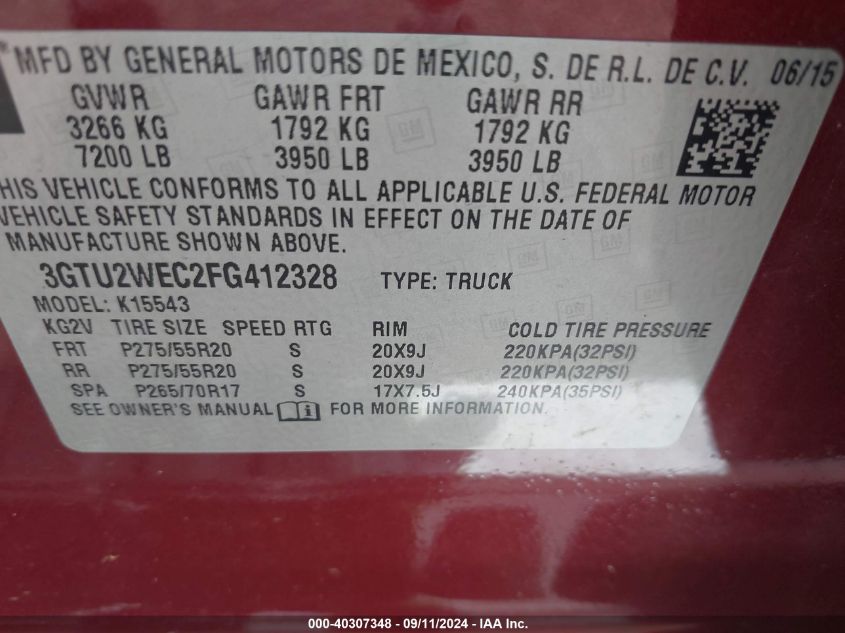 MFD BY GENERAL MOTORS DE MEXICO, S. DE R.L. DE C.V. 06/15
GVWR GAWR FRT GAWR RR
3266 KG 1792 KG 1792 KG
7200 LB 3950 LB 3950 LB
HIS VEHICLE CONFORMS TO ALL APPLICABLE U.S. FEDERAL MOTOR
VEHICLE SAFETY STANDARDS IN EFFECT ON THE DATE OF
MANUFACTURE SHOWN ABOVE.
3GTU2WEC2FG412328 TYPE: TRUCK
MODEL: K15543
KG2V TIRE SIZE SPEED RTG RIM COLD TIRE PRESSURE
FRT P275/55R20 S 20X9J 220KPA(32PSI)
RR P275/55R20 S 20X9J 220KPA(32PSI)
SPA P265/70R17 S 17X7.5J 240KPA(35PSI)
SEE OWNER'S MANUAL FOR MORE INFORMATION.
000-40307348 - 09/11/2024 - IAA Inc.